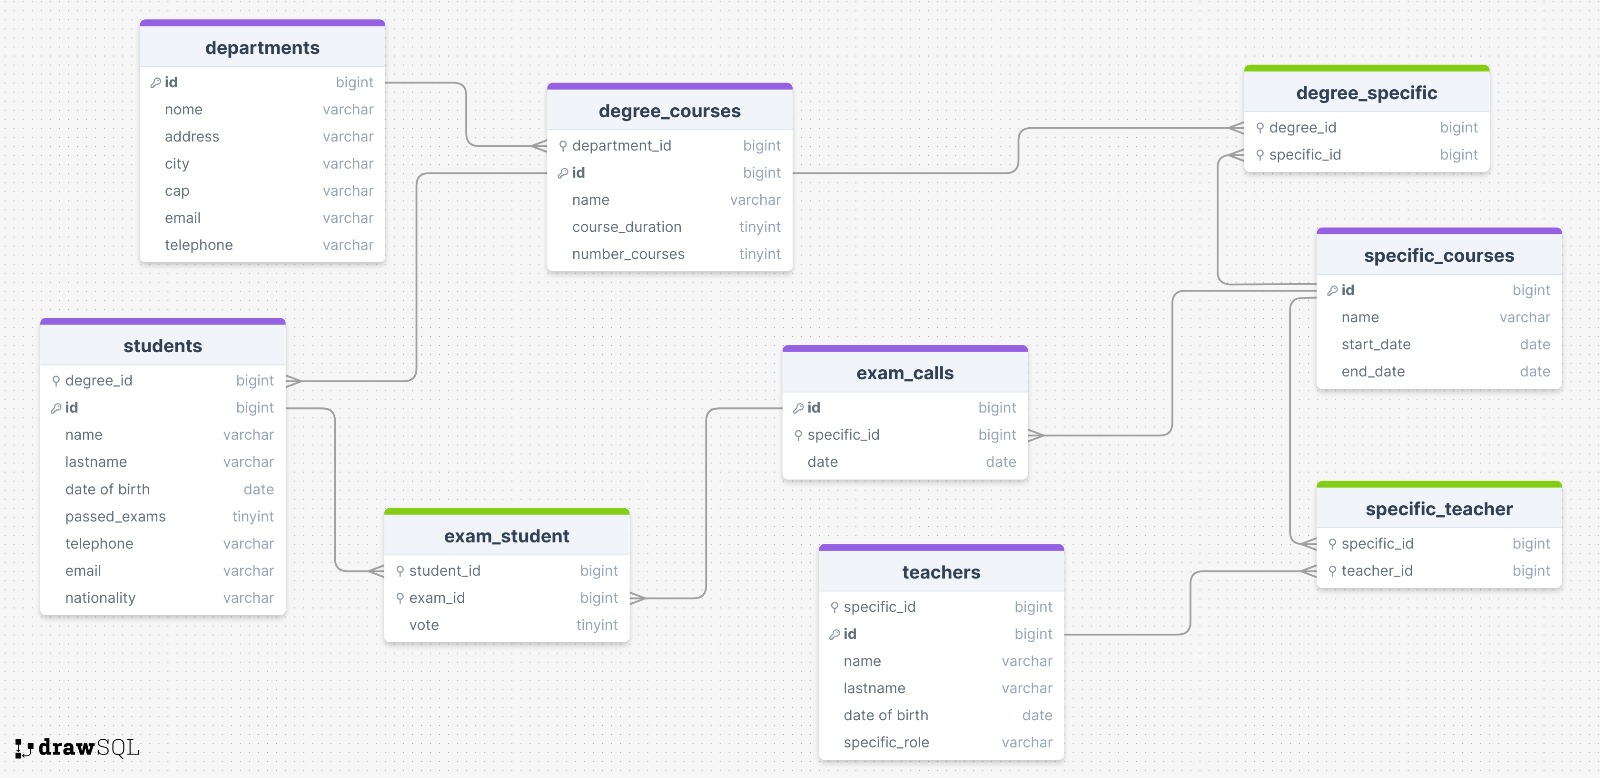 departments
id bigint
nome varchar
address varchar
city varchar
cap varchar
email varchar
telephone varchar
degree_courses
department_id bigint
id bigint
name varchar
course_duration tinyint
number_courses tinyint
degree_specific
degree_id bigint
specific_id bigint
specific_courses
id bigint
name varchar
start_date date
end_date date
students
degree_id bigint
id bigint
name varchar
lastname varchar
date of birth date
passed_exams tinyint
telephone varchar
email varchar
nationality varchar
exam_calls
id bigint
specific_id bigint
date date
exam_student
student_id bigint
exam_id bigint
vote tinyint
teachers
specific_id bigint
id bigint
name varchar
lastname varchar
date of birth date
specific_role varchar
specific_teacher
specific_id bigint
teacher_id bigint
drawSQL